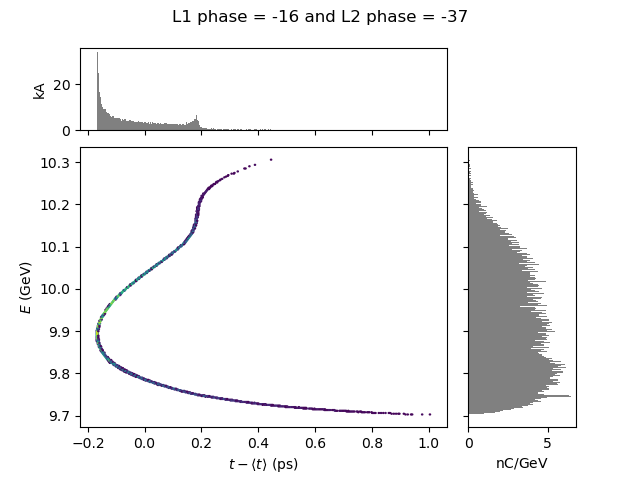 L1 phase = -16 and L2 phase = -37
kA
20
0
10.3
10.2
10.1
10.0
9.9
9.8
9.7
E (GeV)
−0.2 0.0 0.2 0.4 0.6 0.8 1.0
t − ⟨t⟩ (ps)
0 5
nC/GeV